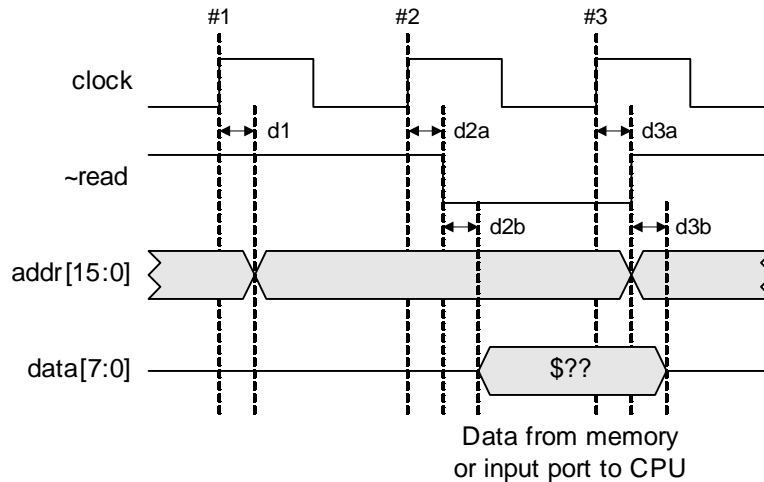 #1 #2 #3
clock
d1 d2a d3a
~read
d2b d3b
addr[15:0]
data[7:0] $??
Data from memory
or input port to CPU